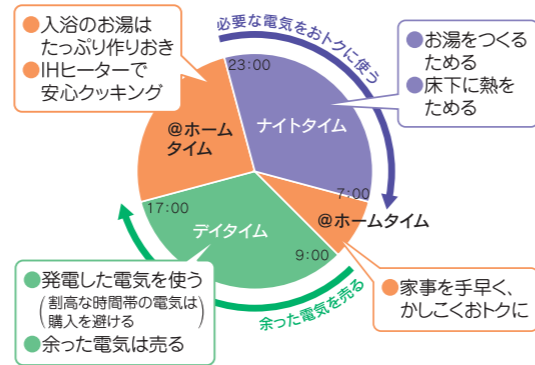 ●入浴のお湯は
たっぷり作りおき
●IHヒーターで
安心クッキング
必要な電気をおトクに使う
●お湯をつくる
ためる
●床下に熱を
ためる
23:00
ナイトタイム
@ホーム
タイム
7:00
@ホームタイム
17:00
デイタイム
9:00
●発電した電気を使う
(割高な時間帯の電気は
購入を避ける)
●余った電気は売る
余った電気を売る
●家事を手早く、
かしこくおトクに